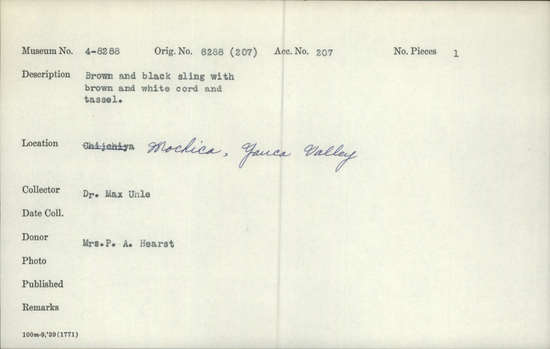 Museum No. 4-8288 Orig. No. 8288 (207) Acc. No. 207 No. Pieces 1
Description Brown and black sling with
brown and white cord and
tassel.
Location Chijchiya Mochica, Yauca Valley
Collector Dr. Max Uhle
Date Coll.
Donor Mrs.P. A. Hearst
Photo
Published
Remarks
100m-9,'39(1771)